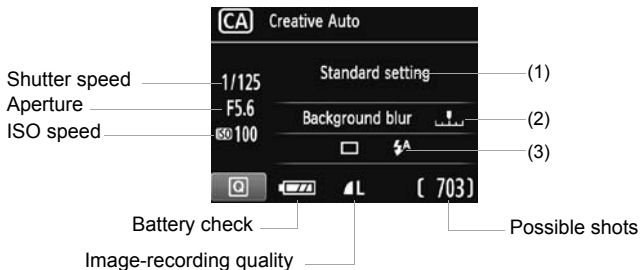 CA Creative Auto
Shutter speed 1/125 Standard setting (1)
Aperture F5.6
ISO speed ISO 100 Background blur (2)
(3)
A
Q L [ 703]
Battery check Possible shots
Image-recording quality